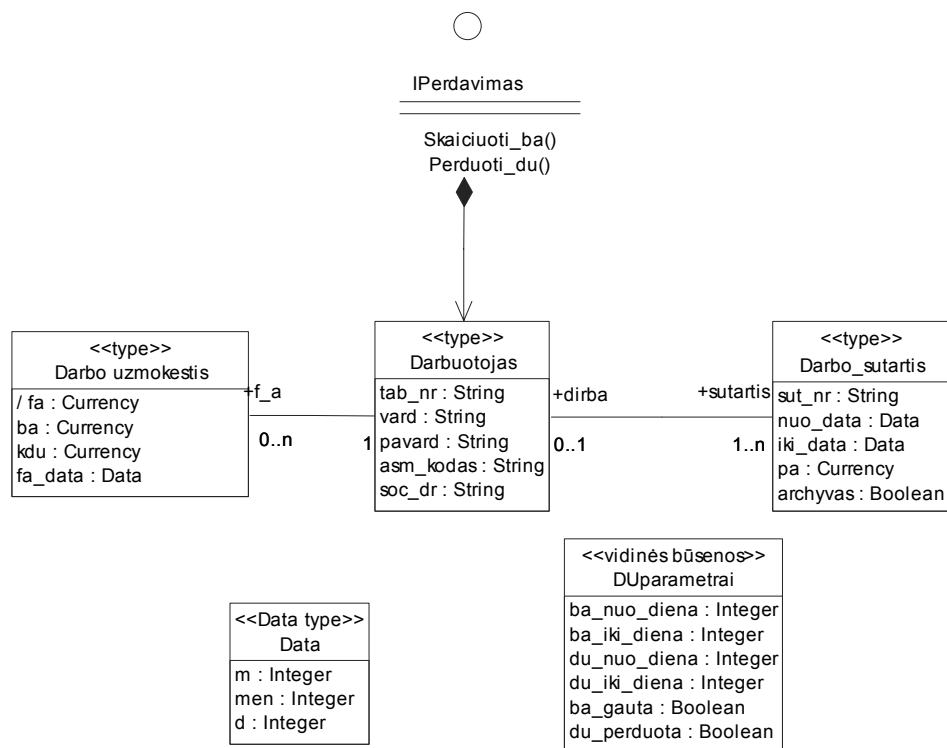 IPerdavimas
Skaiciuoti_ba()
Perduoti_du()
<<type>>
Darbo uzmokestis
/ fa : Currency
ba : Currency
kdu : Currency
fa_data : Data
+f_a
0..n
1
<<type>>
Darbuotojas
tab_nr : String
vard : String
pavard : String
asm_kodas : String
soc_dr : String
+dirba
0..1
+sutartis
1..n
<<type>>
Darbo_sutartis
sut_nr : String
nuo_data : Data
iki_data : Data
pa : Currency
archyvas : Boolean
<<Data type>>
Data
m : Integer
men : Integer
d : Integer
<<vidinės būsenos>>
DUparametrai
ba_nuo_diena : Integer
ba_iki_diena : Integer
du_nuo_diena : Integer
du_iki_diena : Integer
ba_gauta : Boolean
du_perduota : Boolean